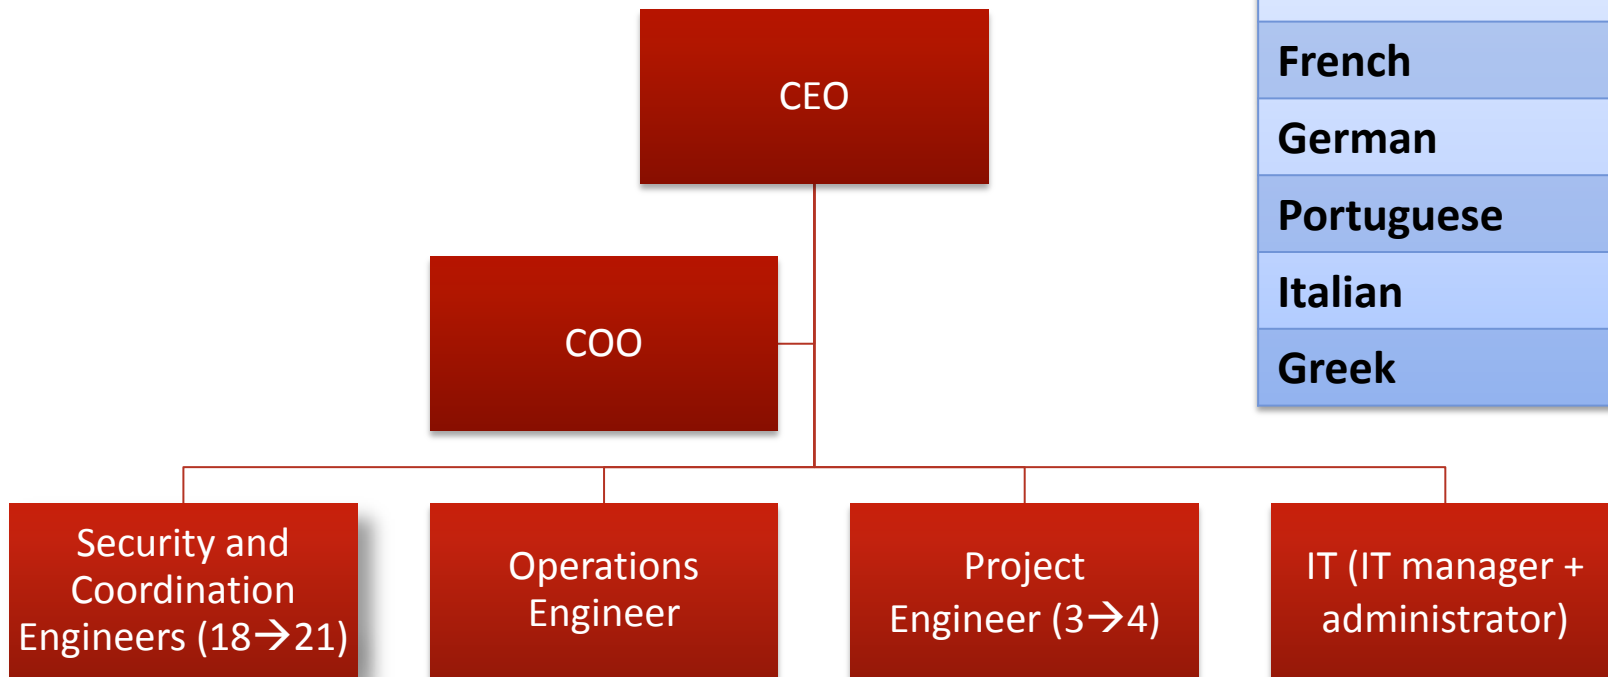 CEO
French
German
Portuguese
Italian
Greek
COO
Security and
Coordination
Engineers (18→21)
Operations
Engineer
Project
Engineer (3→4)
IT (IT manager +
administrator)